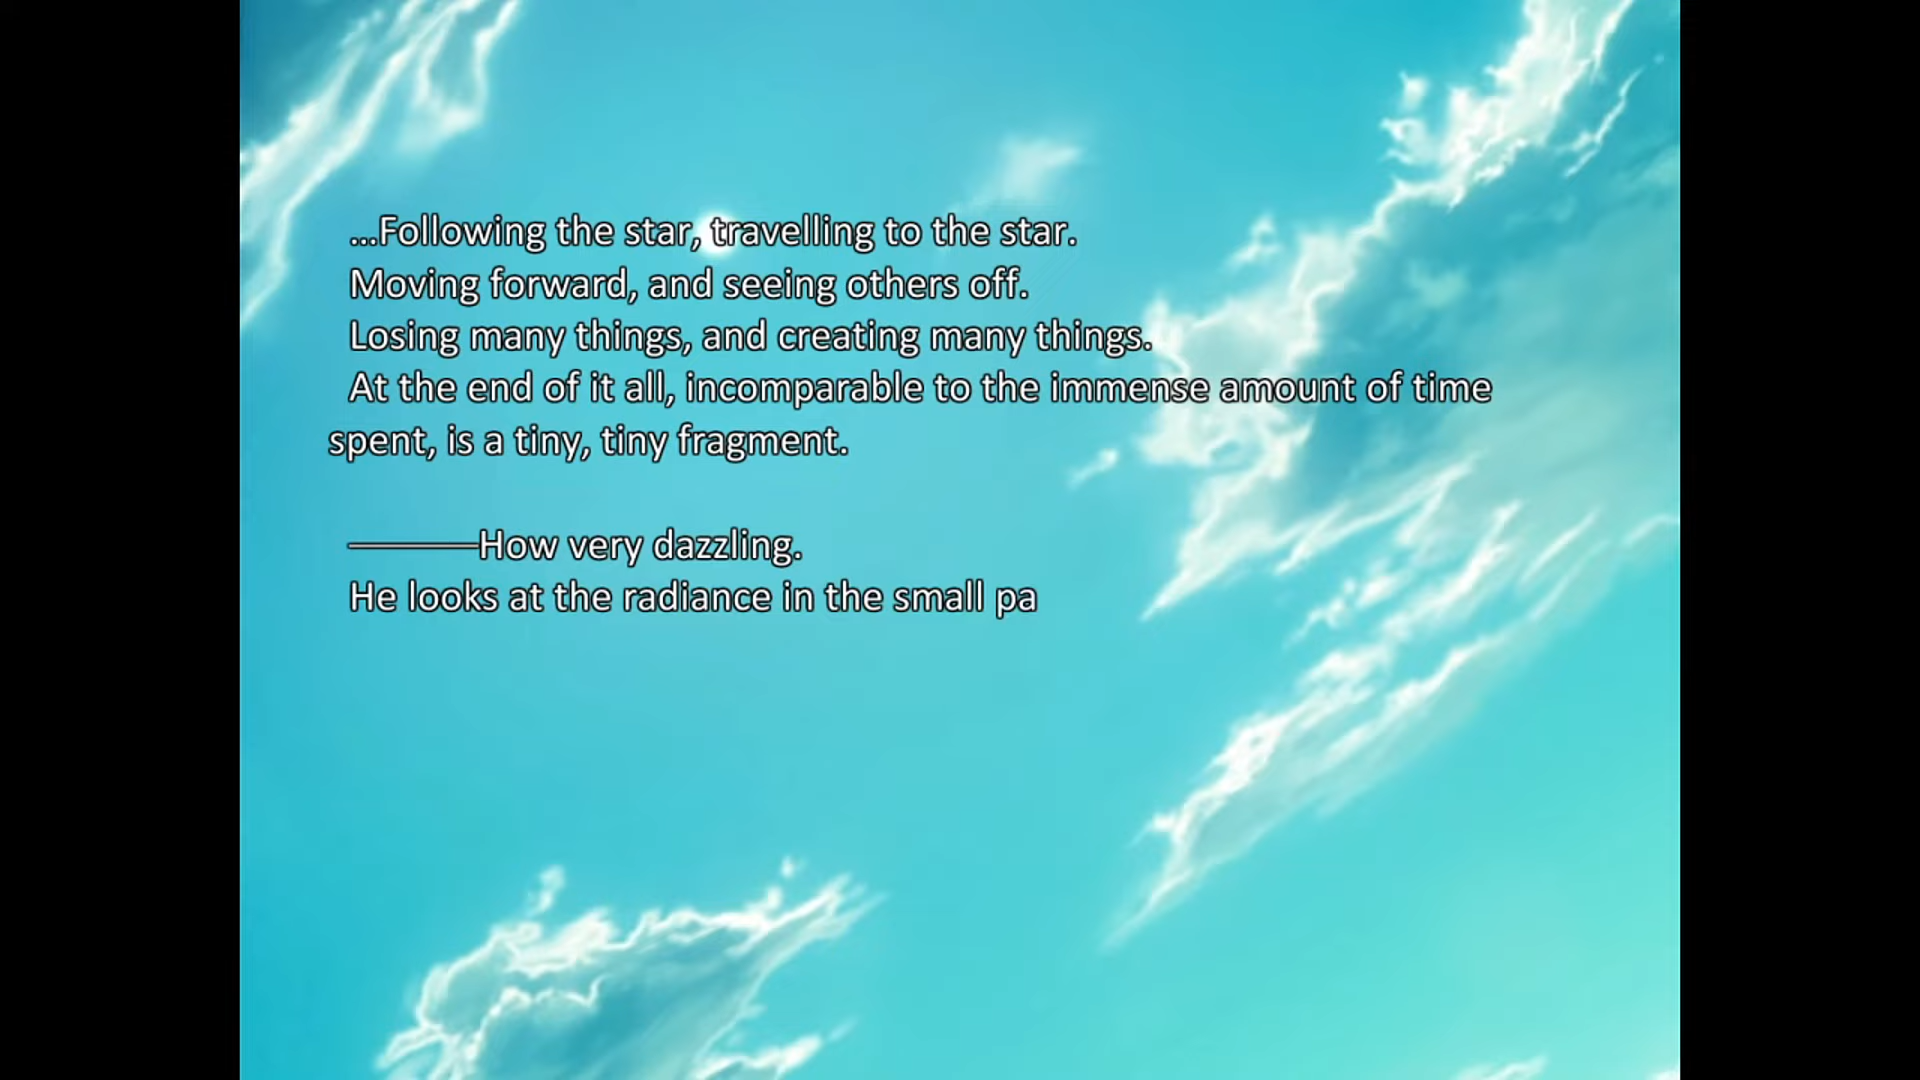 ...Following the star, travelling to the star.
Moving forward, and seeing others off.
Losing many things, and creating many things.
At the end of it all, incomparable to the immense amount of time
spent, is a tiny, tiny fragment.
―――How very dazzling.
He looks at the radiance in the small pa